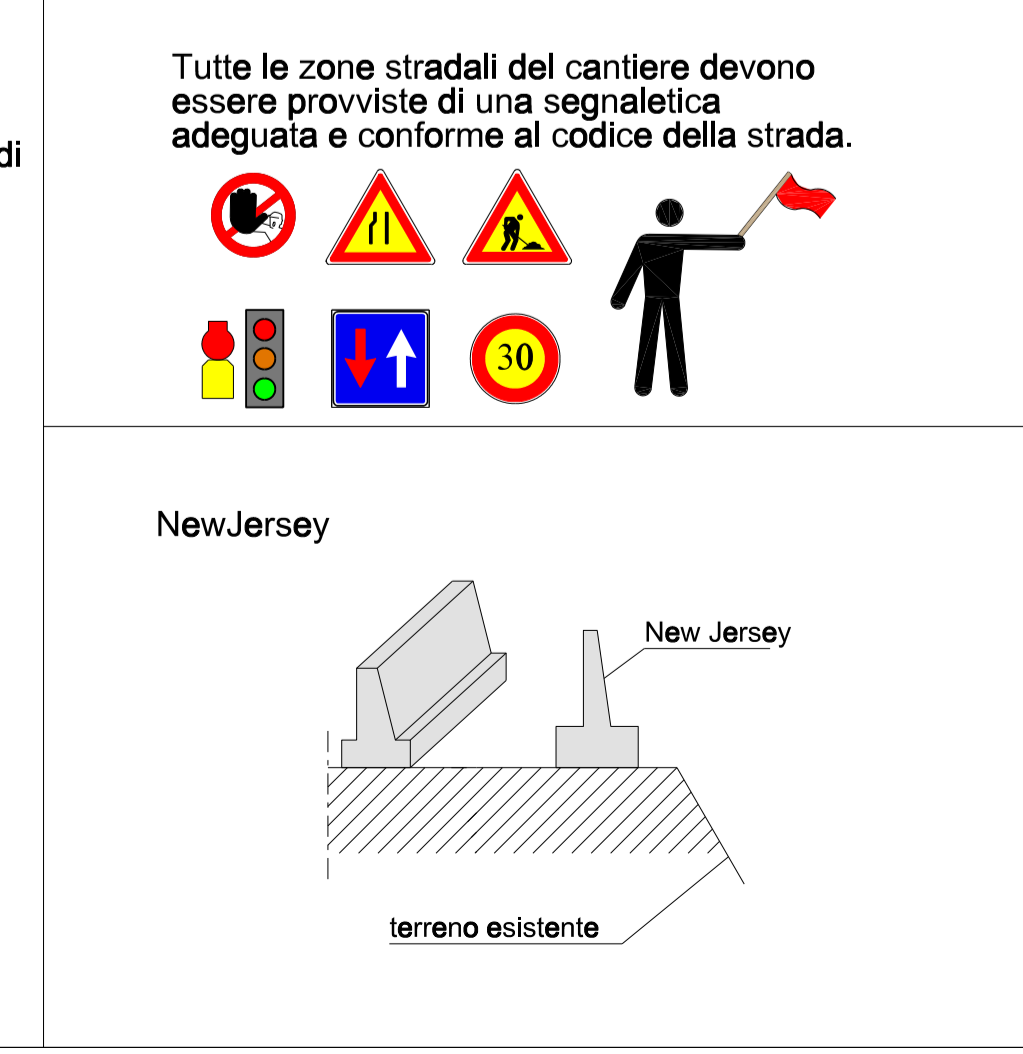 di
Tutte le zone stradali del cantiere devono
essere provviste di una segnaletica
adeguata e conforme al codice della strada.
30
NewJersey
New Jersey
terreno esistente